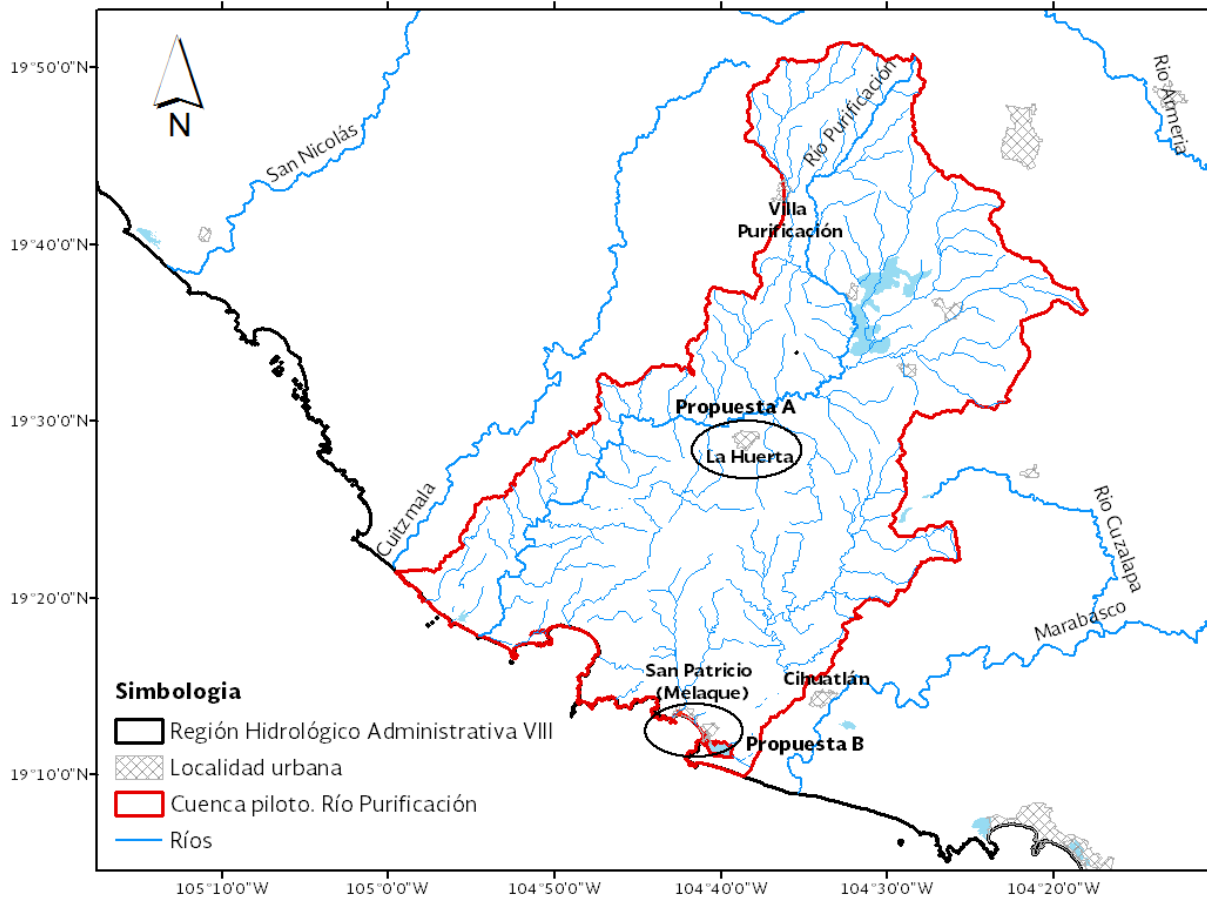 19°50'0"N
19°40'0"N
19°30'0"N
19°20'0"N
19°10'0"N
N
San Nicolás
Río Purificación
Río Armería
Villa
Purificación
Propuesta A
La Huerta
Cuitzmala
Río Cuzalapa
Marabasco
San Patricio
(Melaque)
Cihuatlán
Propuesta B
Simbologia
Región Hidrológico Administrativa VIII
Localidad urbana
Cuenca piloto. Río Purificación
Ríos
105°10'0"W
105°0'0"W
104°50'0"W
104°40'0"W
104°30'0"W
104°20'0"W